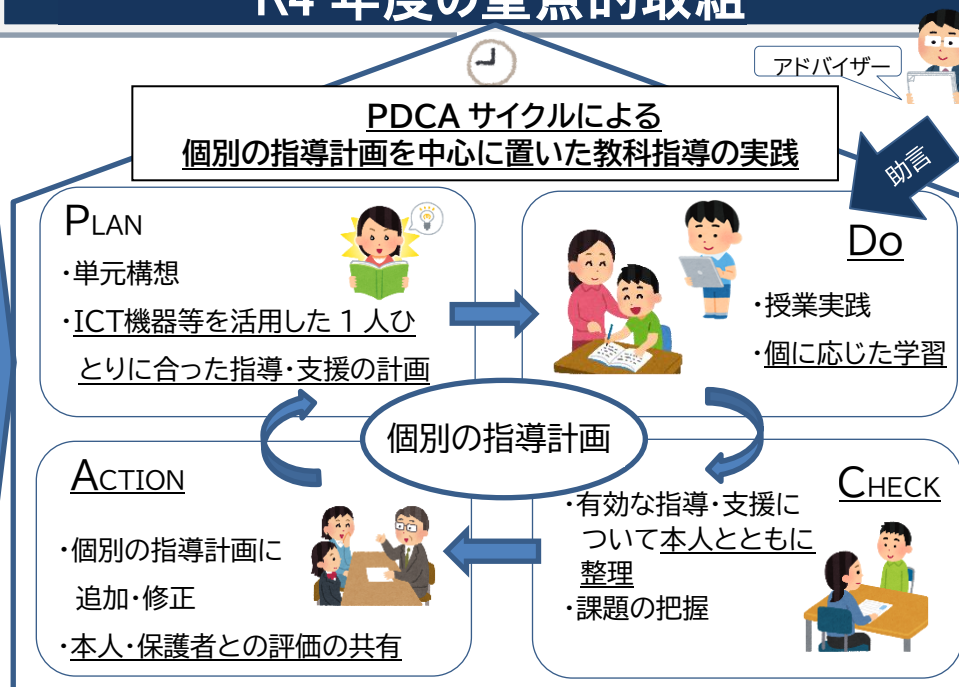 R4 年度の重点的取組
アドバイザー
PDCA サイクルによる
個別の指導計画を中心に置いた教科指導の実践
助言
PLAN
・単元構想
・ICT機器等を活用した 1 人ひ
とりに合った指導・支援の計画
Do
・授業実践
・個に応じた学習
個別の指導計画
ACTION
・個別の指導計画に
追加・修正
・本人・保護者との評価の共有
CHECK
・有効な指導・支援に
ついて本人とともに
整理
・課題の把握